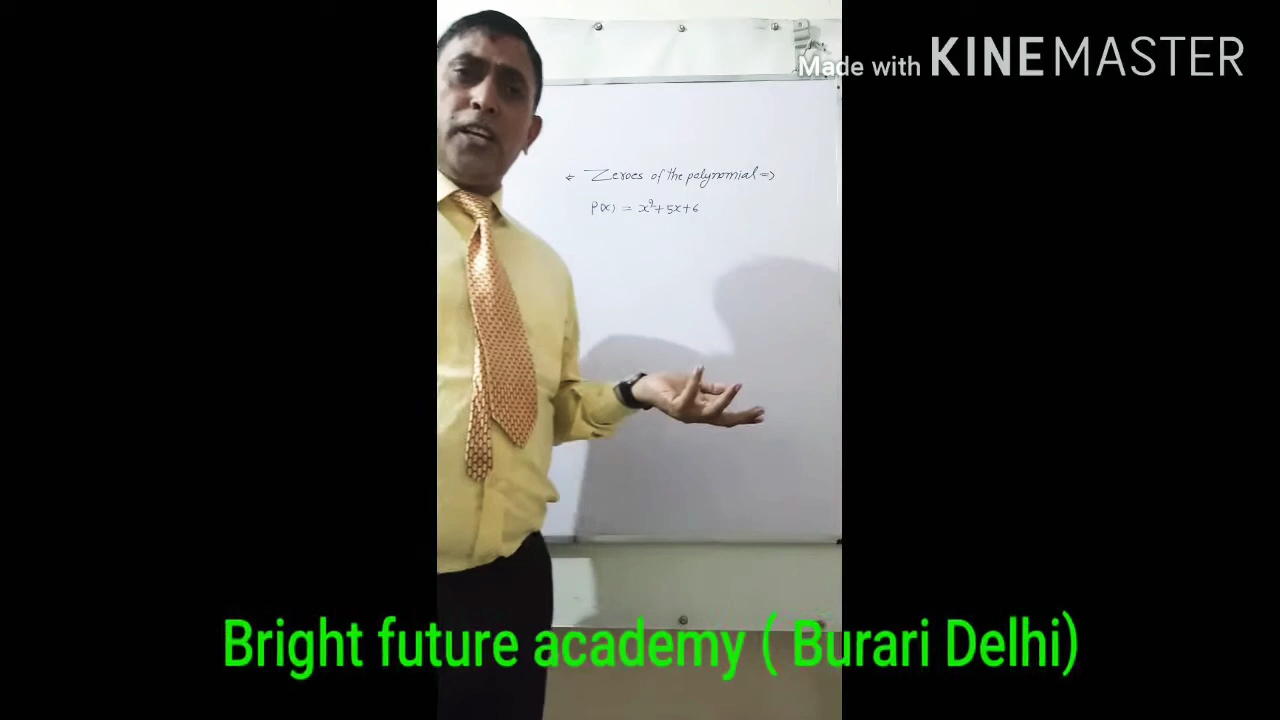 Made with KINEMASTER
← Zeroes of the polynomial ⇒
P(x) = x²+5x+6
Bright future academy ( Burari Delhi)